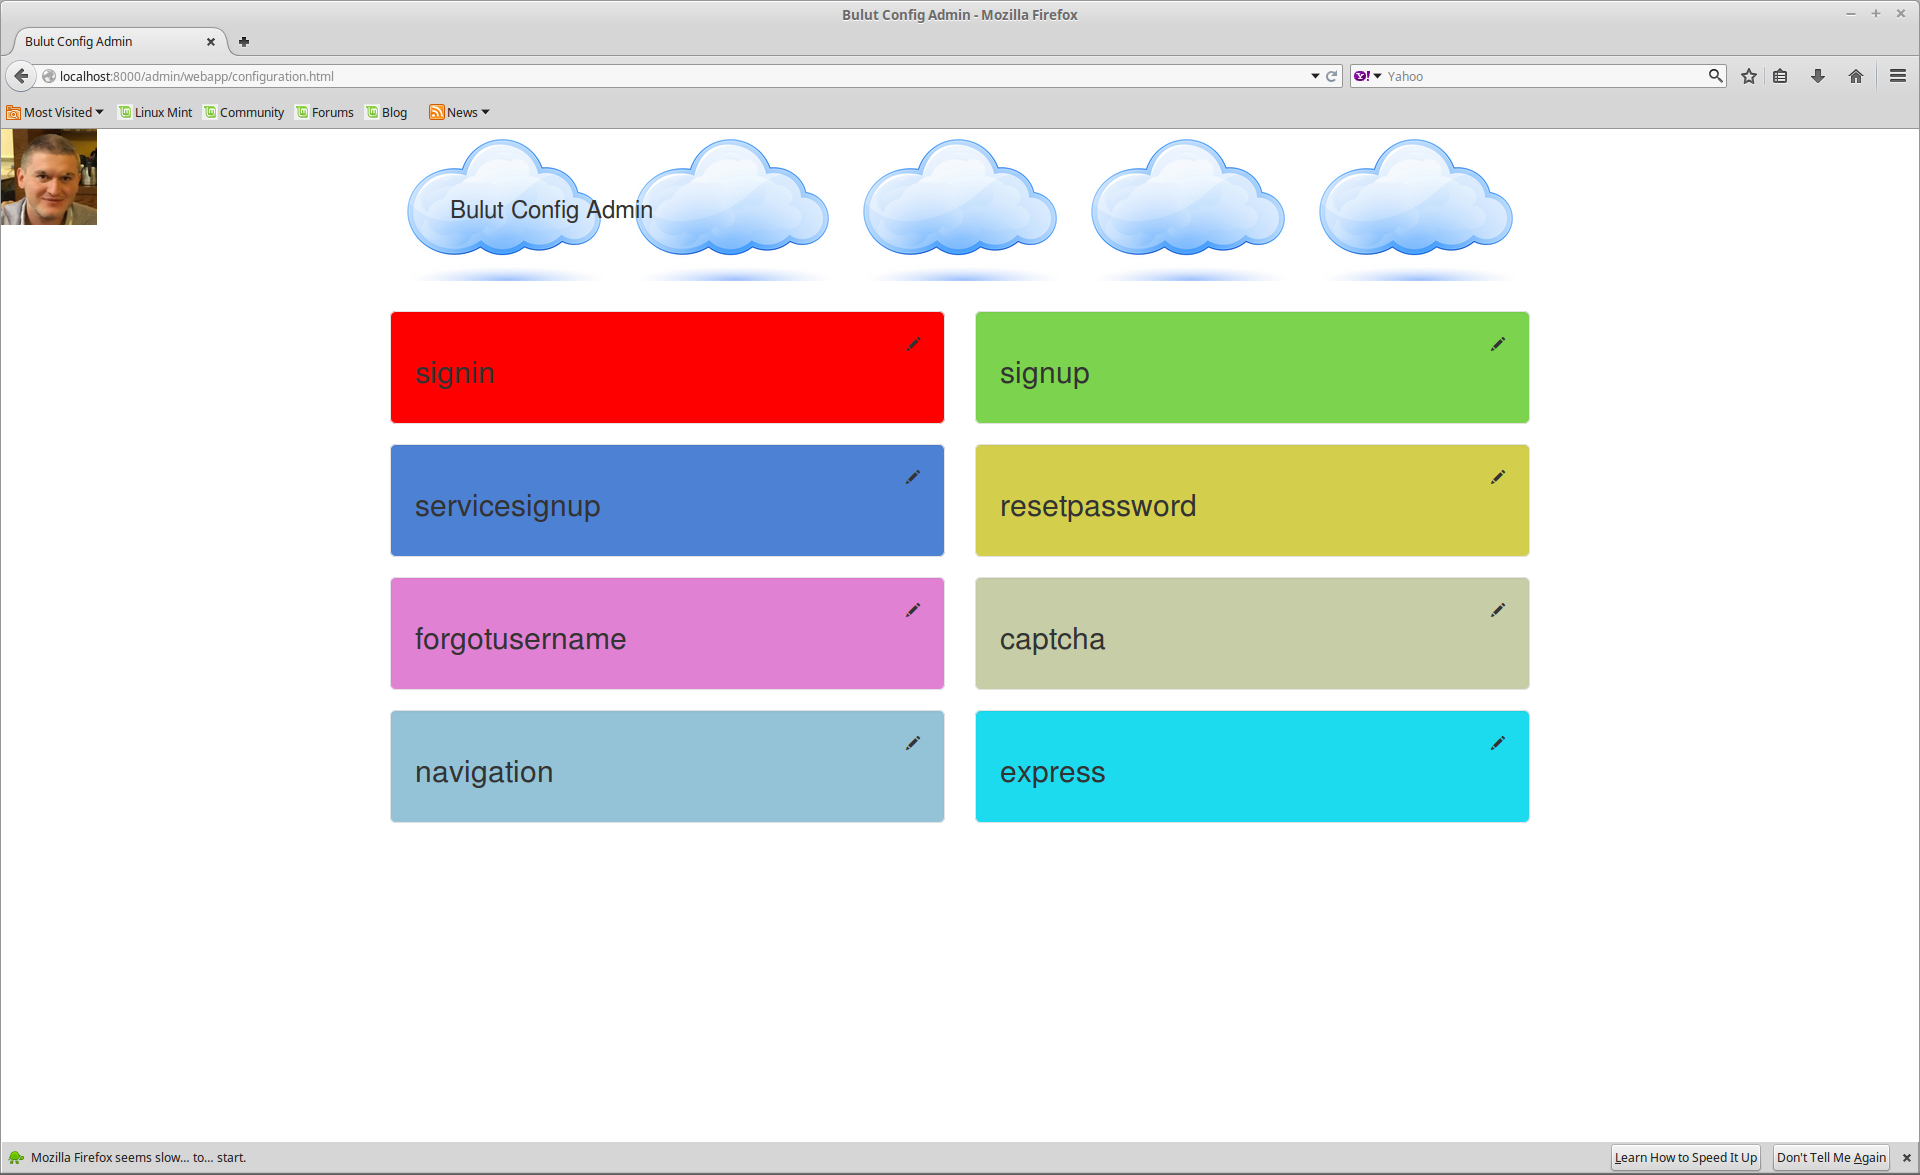 Bulut Config Admin - Mozilla Firefox
Bulut Config Admin
localhost:8000/admin/webapp/configuration.html
Y! Yahoo
Most Visited Linux Mint Community Forums Blog News
Bulut Config Admin
signin
signup
servicesignup
resetpassword
forgotusername
captcha
navigation
express
Mozilla Firefox seems slow... to... start.
Learn How to Speed It Up
Don't Tell Me Again